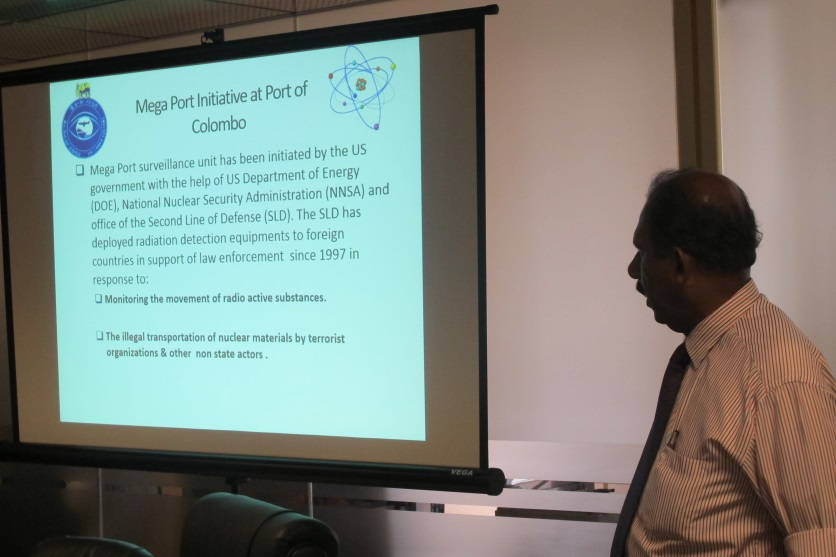 Mega Port Initiative at Port of
Colombo
❑ Mega Port surveillance unit has been initiated by the US
government with the help of US Department of Energy
(DOE), National Nuclear Security Administration (NNSA) and
office of the Second Line of Defense (SLD). The SLD has
deployed radiation detection equipments to foreign
countries in support of law enforcement since 1997 in
response to:
❑ Monitoring the movement of radio active substances.
❑ The illegal transportation of nuclear materials by terrorist
organizations & other non state actors .
VEGA